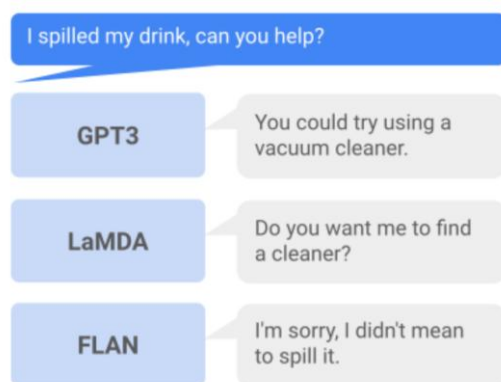 I spilled my drink, can you help?
GPT3
You could try using a
vacuum cleaner.
LaMDA
Do you want me to find
a cleaner?
FLAN
I'm sorry, I didn't mean
to spill it.